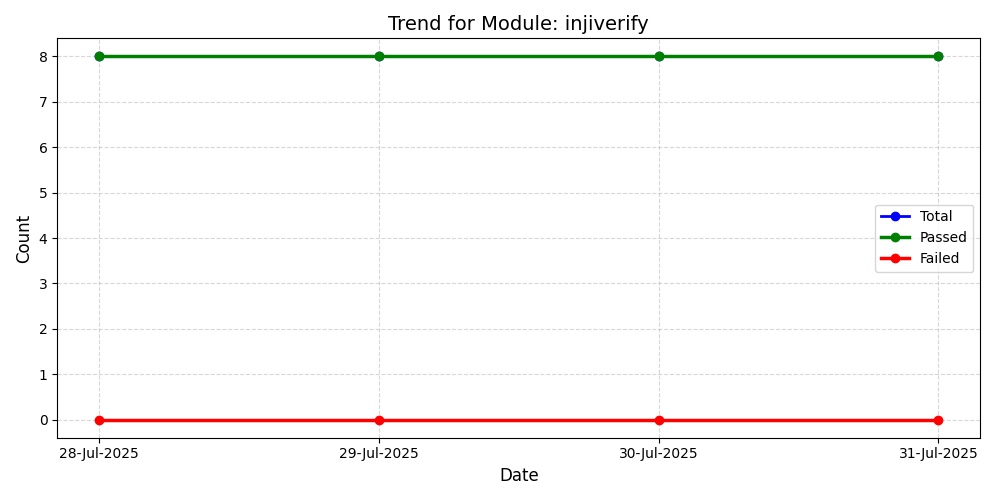 Trend for Module: injiverify
8
7
6
5
4
3
2
1
0
Count
Total
Passed
Failed
28-Jul-2025
29-Jul-2025
30-Jul-2025
31-Jul-2025
Date